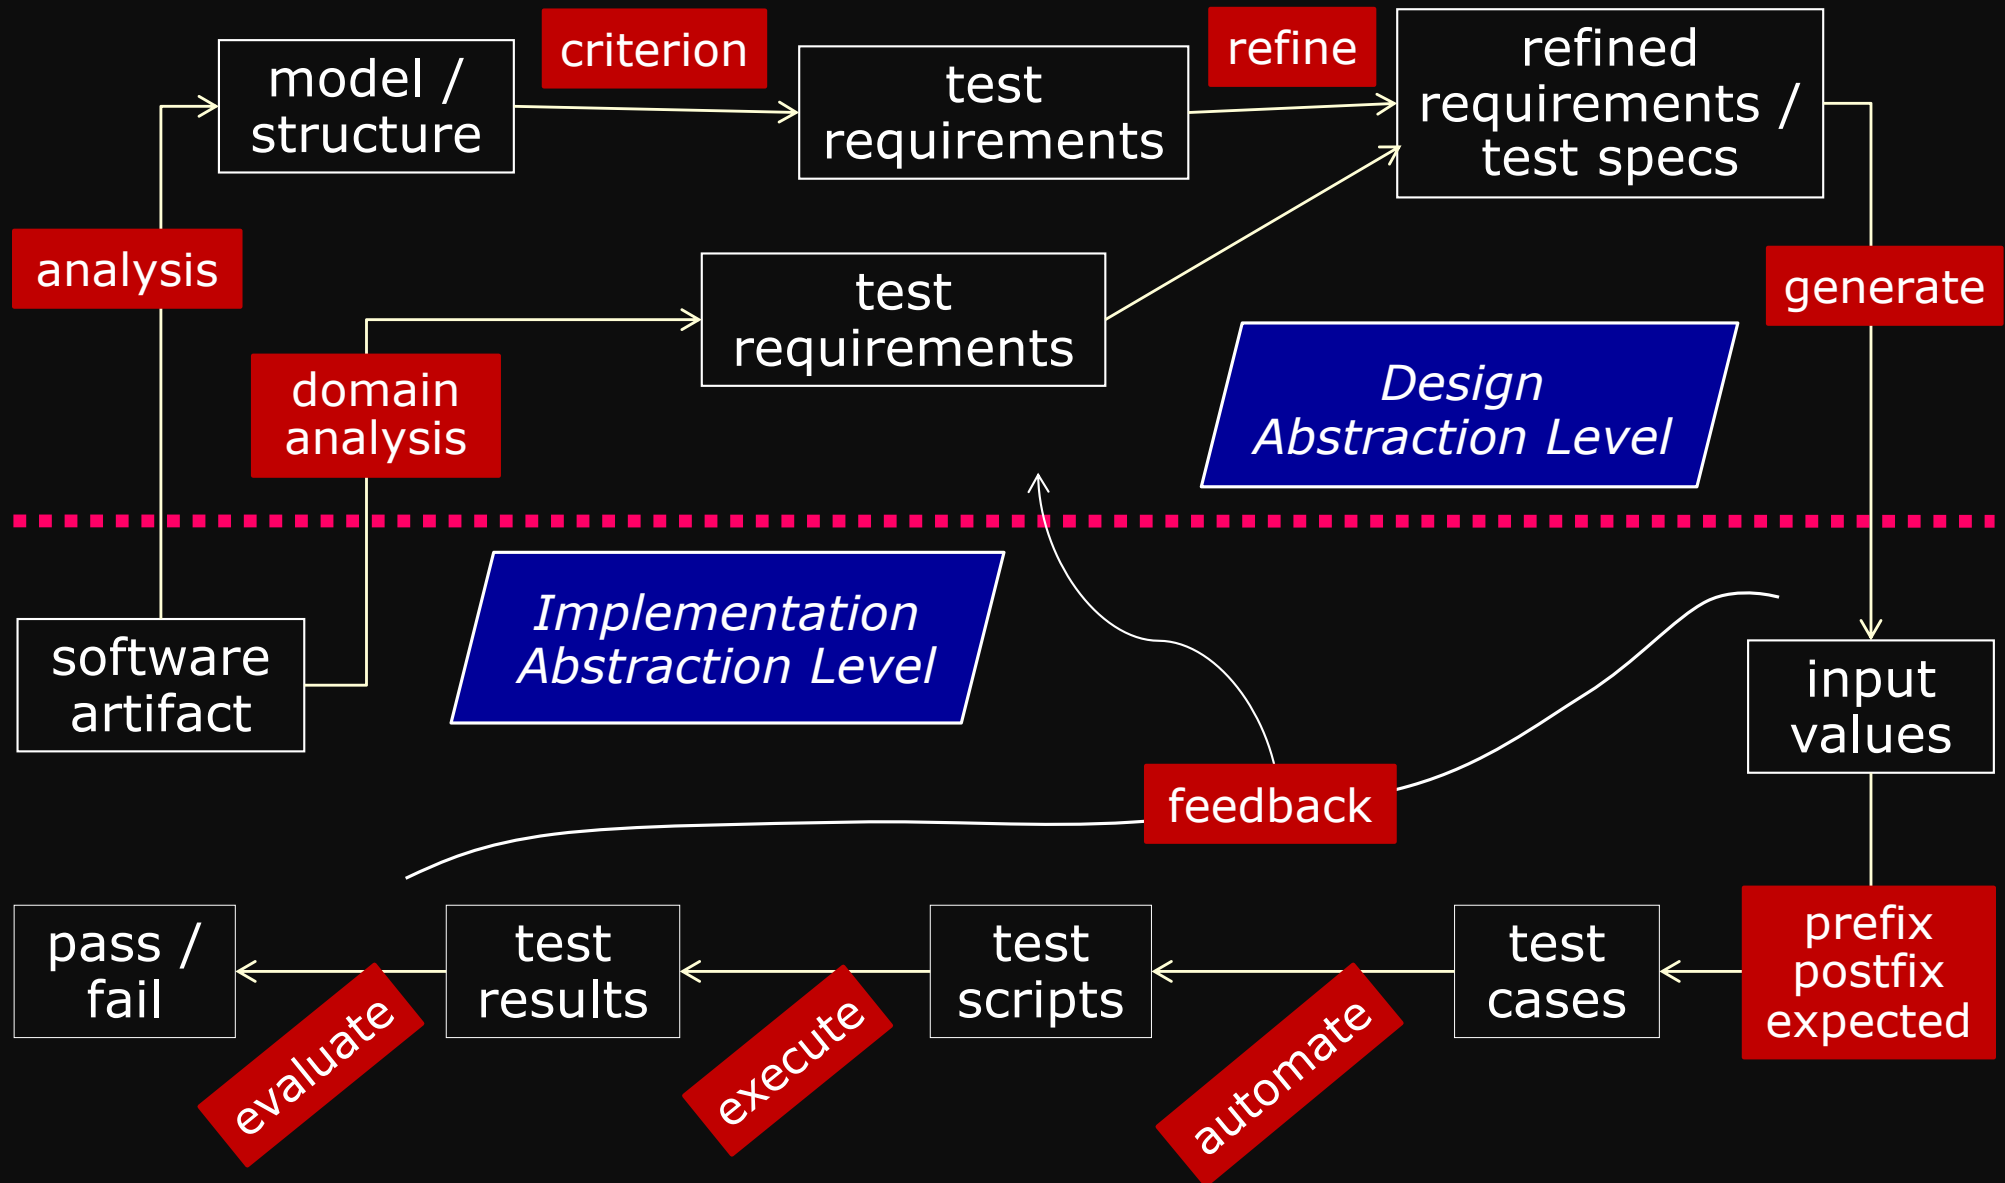 criterion
refine
model /
structure
test
requirements
refined
requirements /
test specs
analysis
generate
test
requirements
domain
analysis
Design
Abstraction Level
Implementation
Abstraction Level
software
artifact
input
values
feedback
pass /
fail
test
results
test
scripts
test
cases
prefix
postfix
expected
evaluate
execute
automate